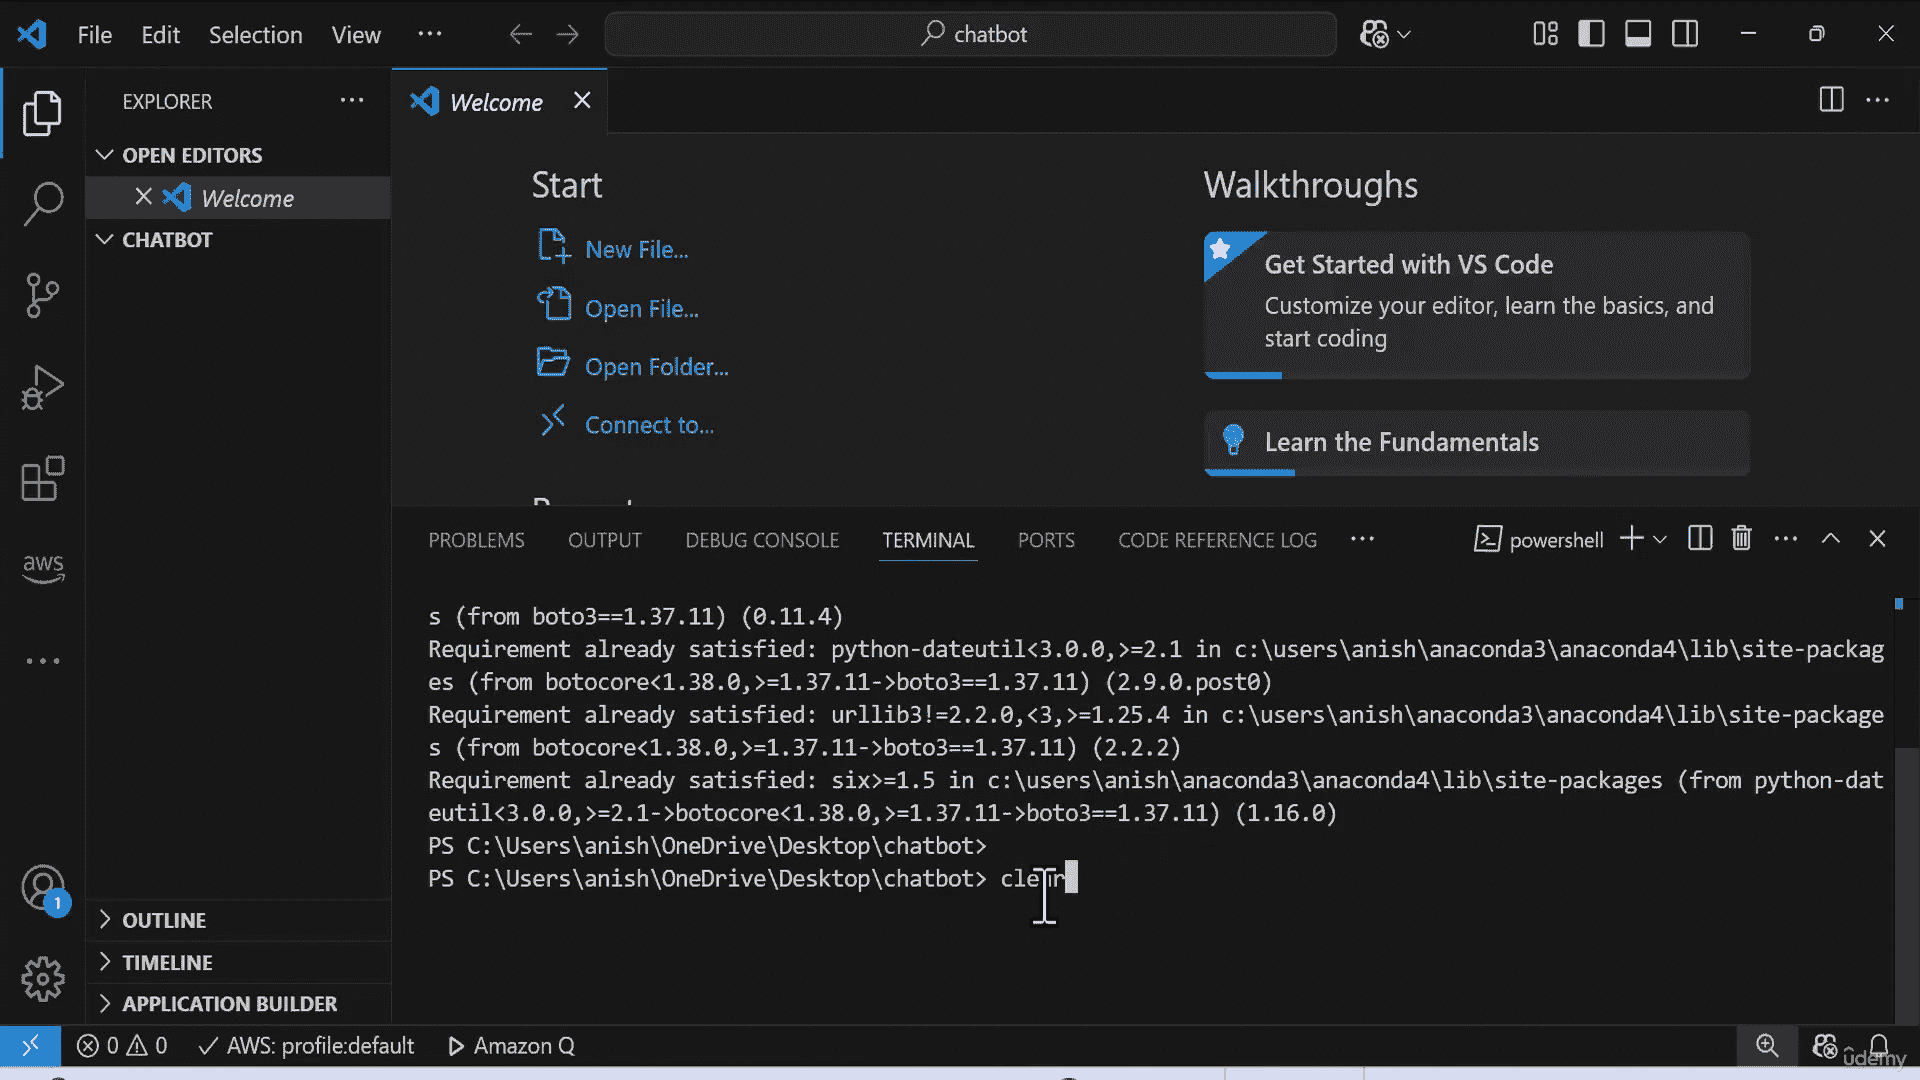 File Edit Selection View ··· chatbot
EXPLORER ···
Welcome
OPEN EDITORS
Welcome
CHATBOT
Start
New File...
Open File...
Open Folder...
Connect to...
Walkthroughs
Get Started with VS Code
Customize your editor, learn the basics, and
start coding
Learn the Fundamentals
PROBLEMS OUTPUT DEBUG CONSOLE TERMINAL PORTS CODE REFERENCE LOG ··· powershell
s (from boto3==1.37.11) (0.11.4)
Requirement already satisfied: python-dateutil<3.0.0,>=2.1 in c:\users\anish\anaconda3\anaconda4\lib\site-packag
es (from botocore<1.38.0,>=1.37.11->boto3==1.37.11) (2.9.0.post0)
Requirement already satisfied: urllib3!=2.2.0,<3,>=1.25.4 in c:\users\anish\anaconda3\anaconda4\lib\site-package
s (from botocore<1.38.0,>=1.37.11->boto3==1.37.11) (2.2.2)
Requirement already satisfied: six>=1.5 in c:\users\anish\anaconda3\anaconda4\lib\site-packages (from python-dat
eutil<3.0.0,>=2.1->botocore<1.38.0,>=1.37.11->boto3==1.37.11) (1.16.0)
PS C:\Users\anish\OneDrive\Desktop\chatbot>
PS C:\Users\anish\OneDrive\Desktop\chatbot> clear
aws
1
OUTLINE
TIMELINE
APPLICATION BUILDER
0 0 AWS: profile:default Amazon Q
udemy